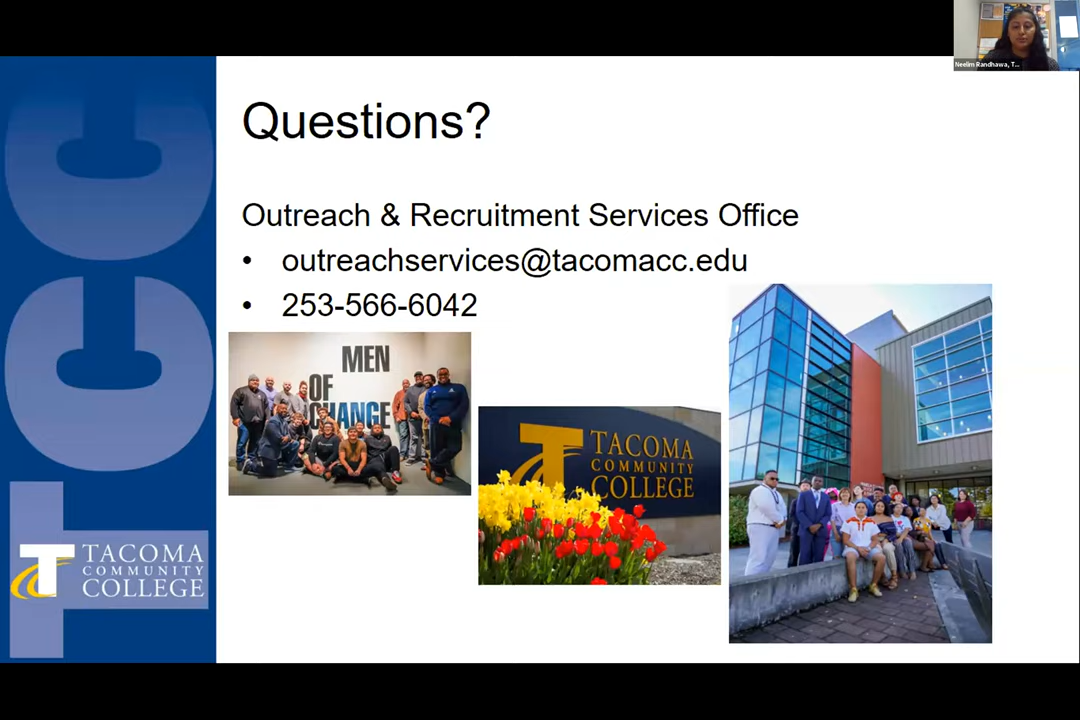 Neelim Randhawa, T...
TCC
TACOMA
COMMUNITY
COLLEGE
Questions?
Outreach & Recruitment Services Office
• outreachservices@tacomacc.edu
• 253-566-6042
MEN
OF
CHANGE
TACOMA
COMMUNITY
COLLEGE